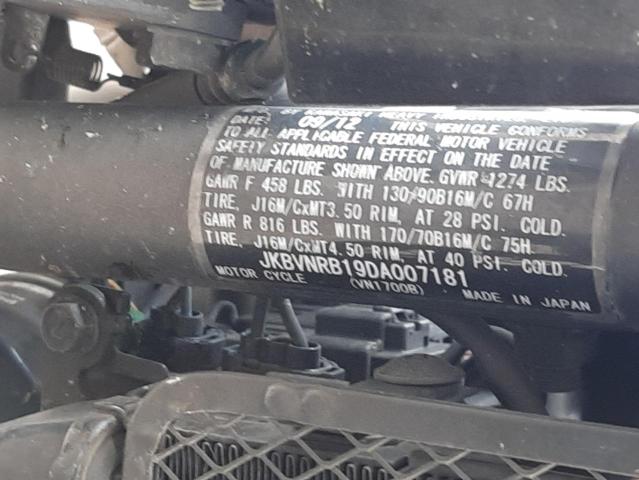 BY KAWASAKI HEAVY
DATE: 09/12 THIS VEHICLE CONFORMS
TO ALL APPLICABLE FEDERAL MOTOR VEHICLE
SAFETY STANDARDS IN EFFECT ON THE DATE
OF MANUFACTURE SHOWN ABOVE. GVWR 1274 LBS.
GAWR F 458 LBS. WITH 130/90B16M/C 67H
TIRE, J16M/CxMT3.50 RIM, AT 28 PSI. COLD.
GAWR R 816 LBS. WITH 170/70B16M/C 75H
TIRE, J16M/CxMT4.50 RIM, AT 40 PSI. COLD.
JKBVNRB19DA007181
MOTOR CYCLE (VN1700B) MADE IN JAPAN